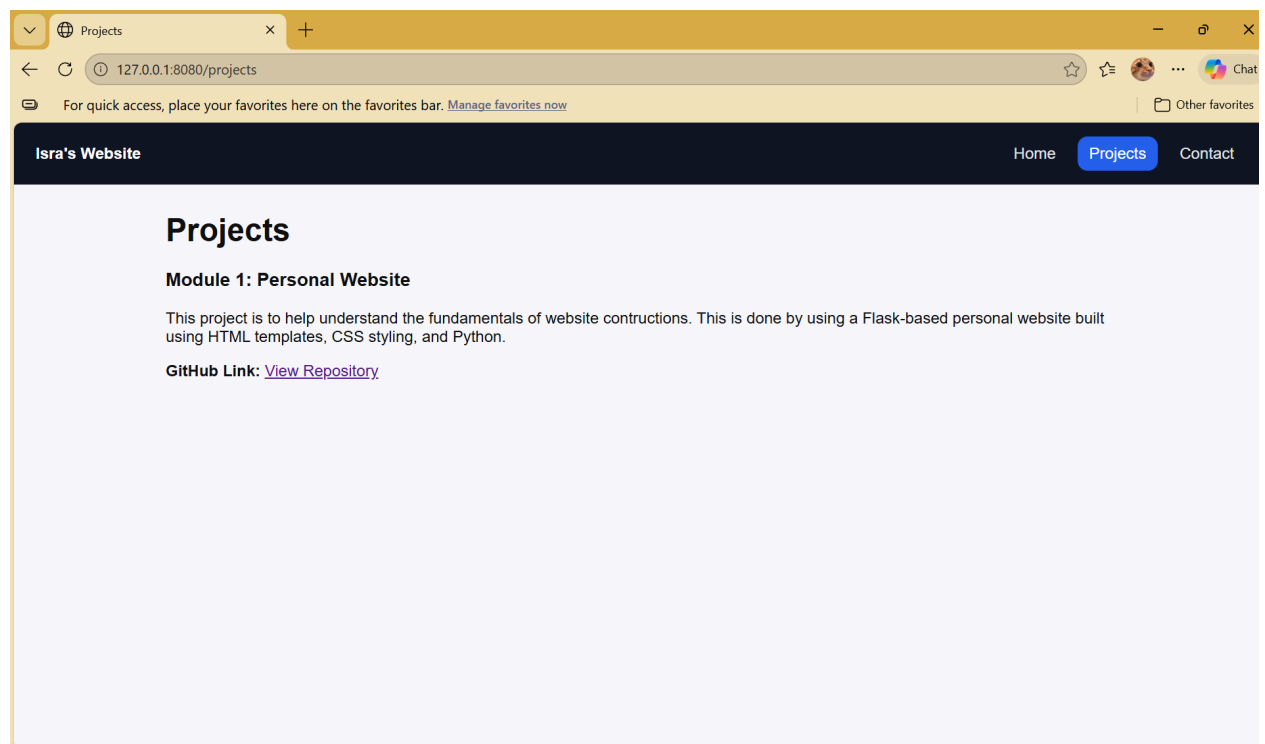 Projects
127.0.0.1:8080/projects
Chat
For quick access, place your favorites here on the favorites bar. Manage favorites now
Other favorites
Isra's Website
Home
Projects
Contact
Projects
Module 1: Personal Website
This project is to help understand the fundamentals of website contructions. This is done by using a Flask-based personal website built
using HTML templates, CSS styling, and Python.
GitHub Link: View Repository